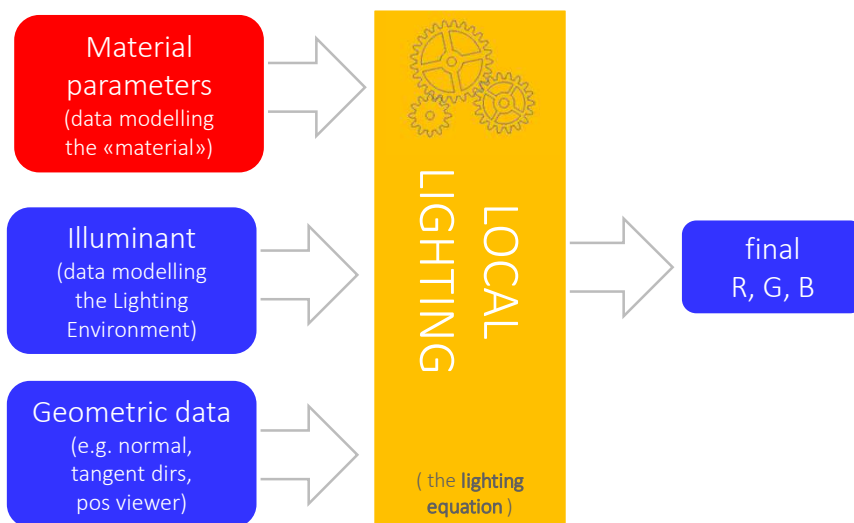 Material
parameters
(data modelling
the «material»)
Illuminant
(data modelling
the Lighting
Environment)
Geometric data
(e.g. normal,
tangent dirs,
pos viewer)
LOCAL
LIGHTING
( the lighting
equation )
final
R, G, B